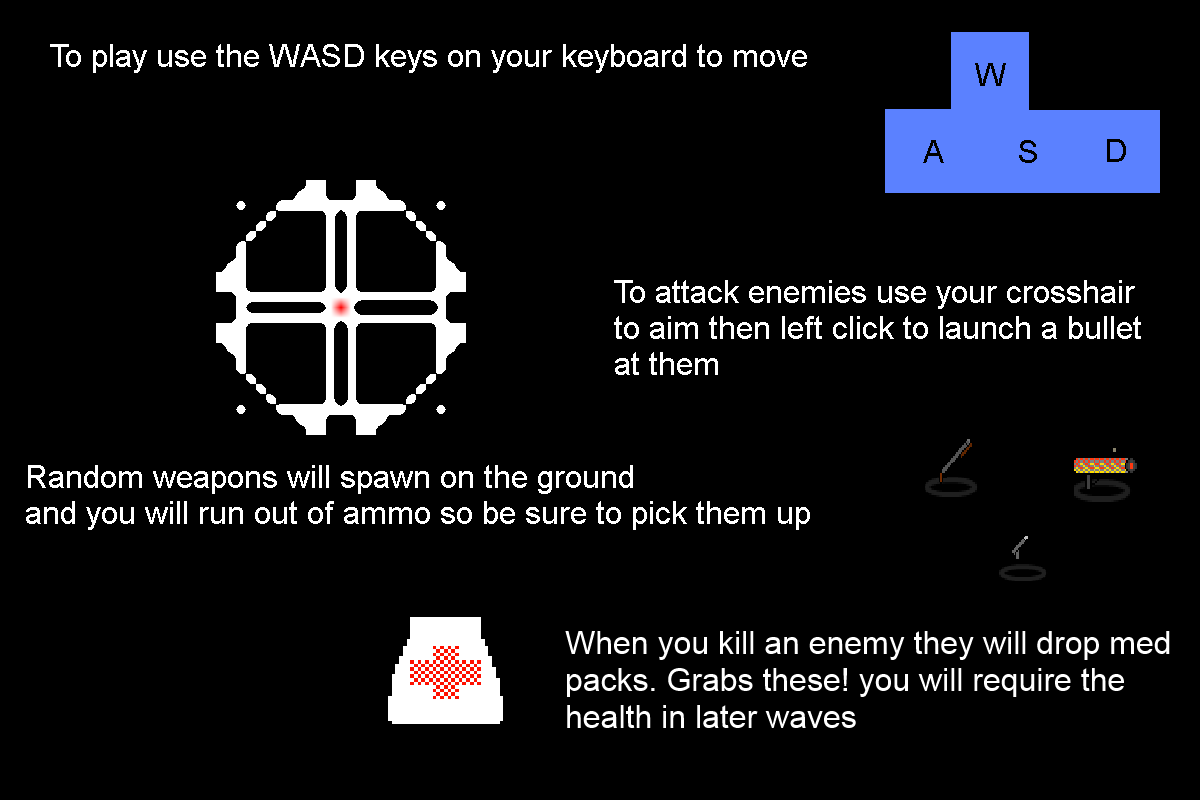 To play use the WASD keys on your keyboard to move
W
A S D
To attack enemies use your crosshair
to aim then left click to launch a bullet
at them
Random weapons will spawn on the ground
and you will run out of ammo so be sure to pick them up
When you kill an enemy they will drop med
packs. Grabs these! you will require the
health in later waves